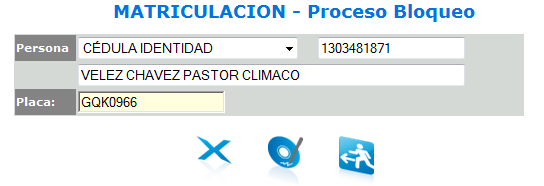 MATRICULACION - Proceso Bloqueo
Persona CÉDULA IDENTIDAD 1303481871
VELEZ CHAVEZ PASTOR CLIMACO
Placa: GQK0966